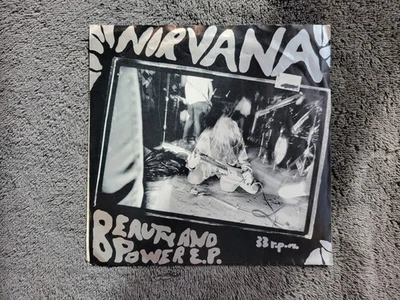 "NIRVANA
BEAUTY AND
POWER E.P.
33 r.p.m.